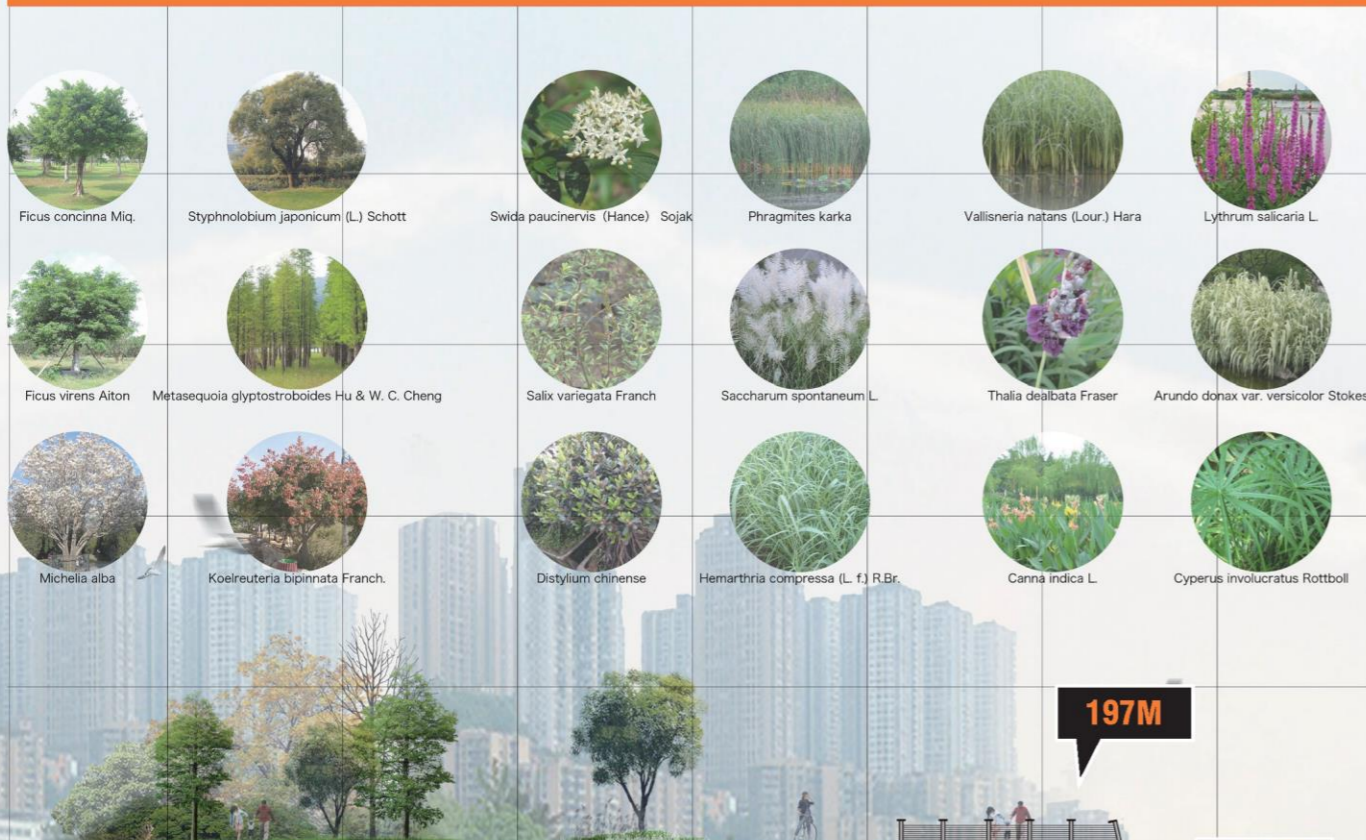 Ficus concinna Miq.
Styphnolobium japonicum (L.) Schott
Swida paucinervis（Hance） Sojak
Phragmites karka
Vallisneria natans (Lour.) Hara
Lythrum salicaria L.
Ficus virens Aiton
Metasequoia glyptostroboides Hu & W. C. Cheng
Salix variegata Franch
Saccharum spontaneum L.
Thalia dealbata Fraser
Arundo donax var. versicolor Stokes
Michelia alba
Koelreuteria bipinnata Franch.
Distylium chinense
Hemarthria compressa (L. f.) R.Br.
Canna indica L.
Cyperus involucratus Rottboll
197M